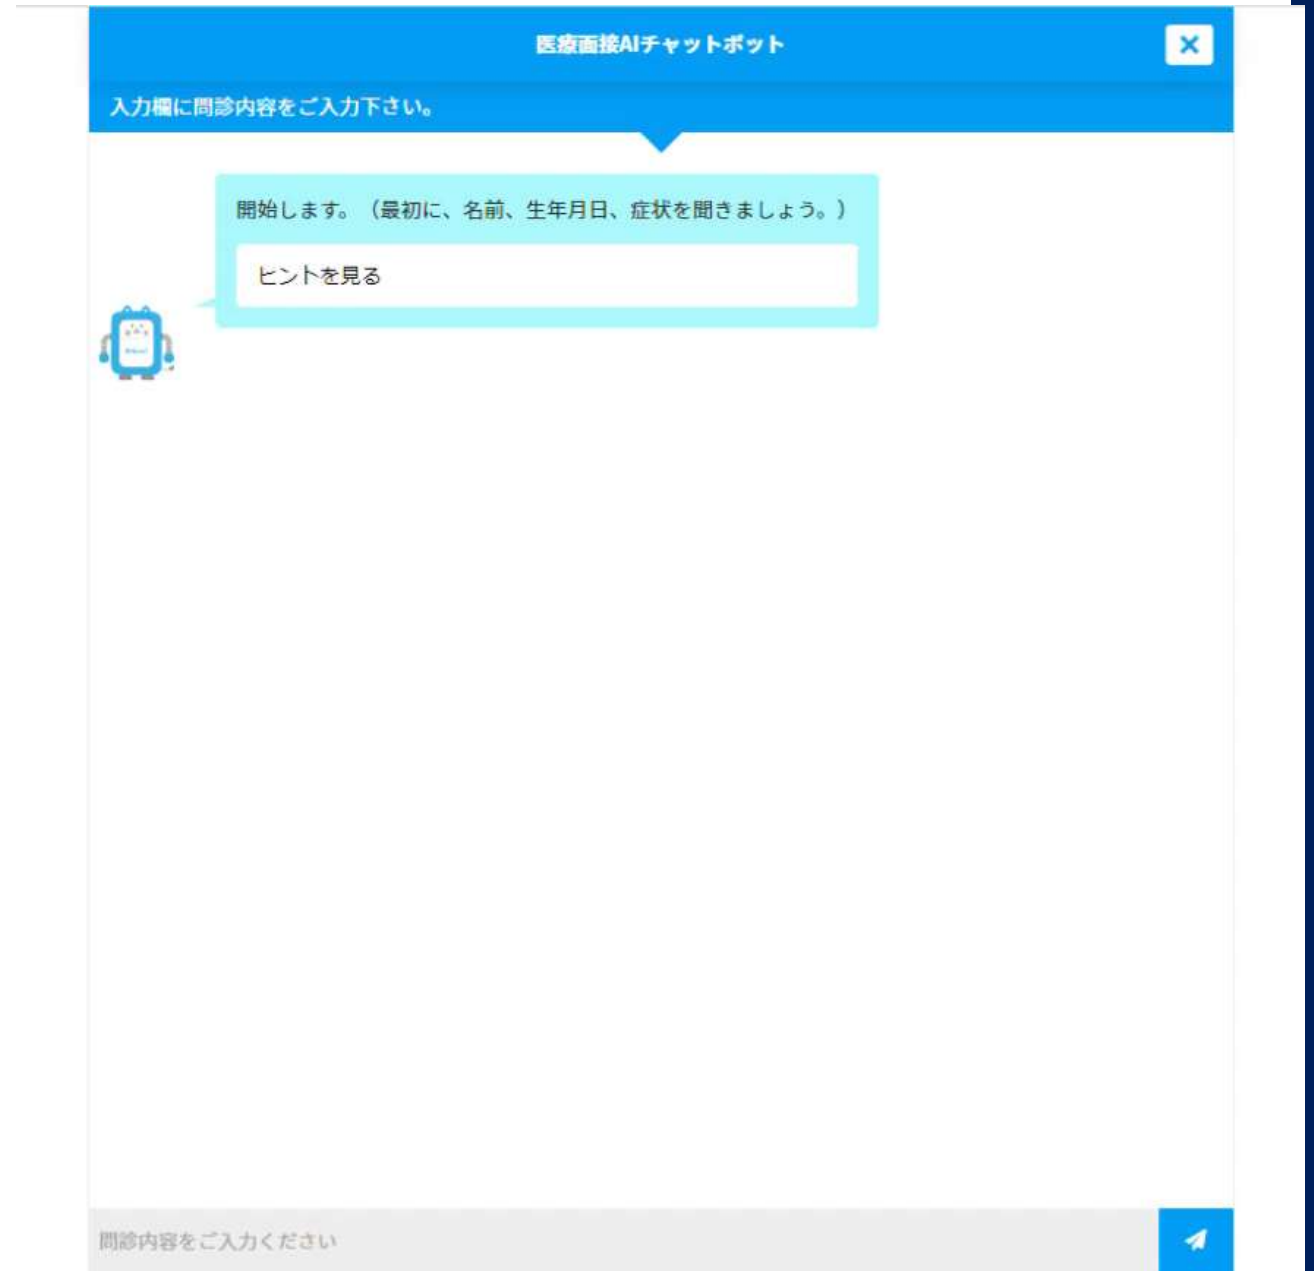 医療面接AIチャットボット
入力欄に問診内容をご入力下さい。
開始します。（最初に、名前、生年月日、症状を聞きましょう。）
ヒントを見る
問診内容をご入力ください